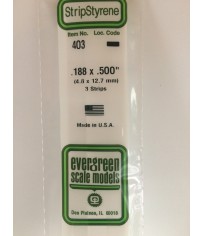 StripStyrene
Item No. Loc. Code
403
.188 x .500"
(4.8 x 12.7 mm)
3 Strips
Made in U.S.A.
evergreen
scale models
Des Plaines, IL 60018